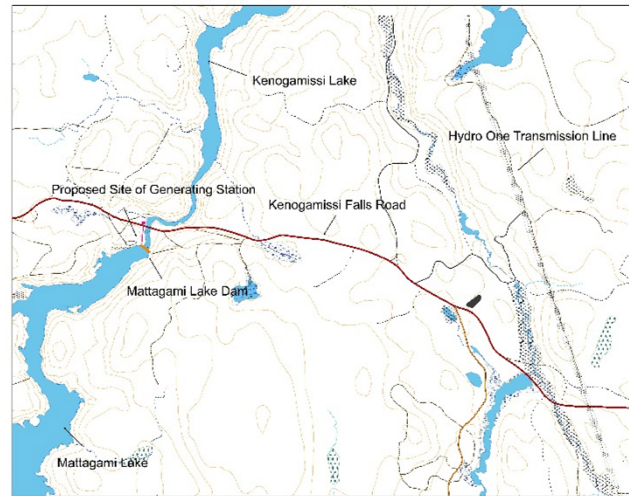 Kenogamissi Lake
Hydro One Transmission Line
Proposed Site of Generating Station
Kenogamissi Falls Road
Mattagami Lake Dam
Mattagami Lake